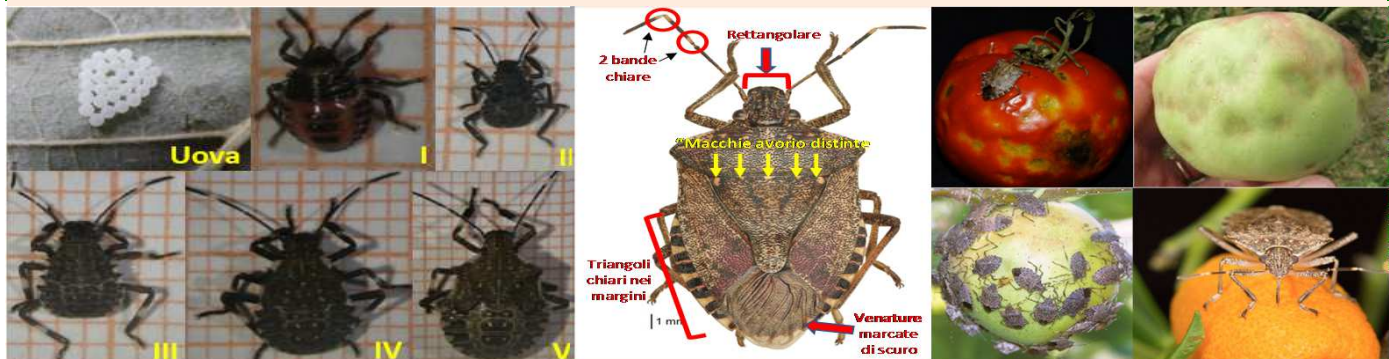 Uova
I
II
III
IV
V
2 bande
chiare
Rettangolare
"Macchie avorio distinte
Triangoli
chiari nei
margini
1 mm
Venature
marcate
di scuro